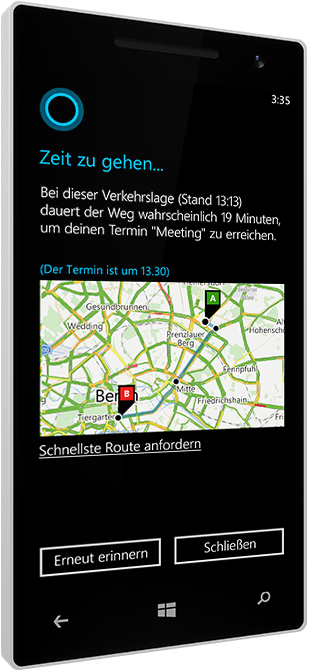 3:35
Zeit zu gehen...
Bei dieser Verkehrslage (Stand 13:13)
dauert der Weg wahrscheinlich 19 Minuten,
um deinen Termin "Meeting" zu erreichen.
(Der Termin ist um 13.30)
A
Gesundbrunnen
Wedding
Prenzlauer
Berg
Hohensch
Fennpfuhl
B
Mitte
Friedrichshain
Tiergarten
Schnellste Route anfordern
Erneut erinnern
Schließen